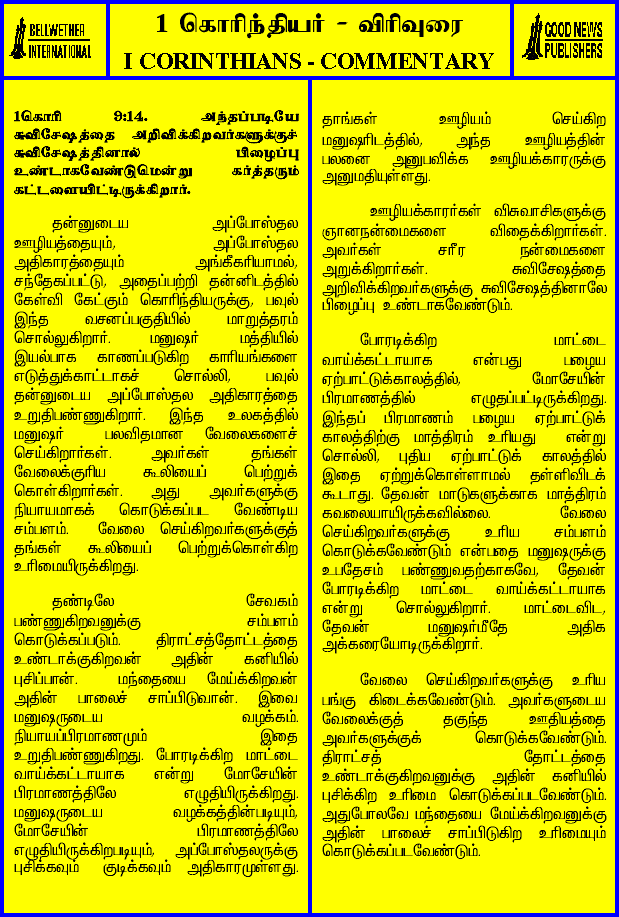 BELLWETHER
INTERNATIONAL
1 கொரிந்தியர் - விரிவுரை
I CORINTHIANS - COMMENTARY
GOOD NEWS
PUBLISHERS
1கொரி 9:14. அந்தப்படியே
சுவிசேஷத்தை அறிவிக்கிறவர்களுக்குச்
சுவிசேஷத்தினால் பிழைப்பு
உண்டாகவேண்டுமென்று கர்த்தரும்
கட்டளையிட்டிருக்கிறார்.
தன்னுடைய அப்போஸ்தல
ஊழியத்தையும், அப்போஸ்தல
அதிகாரத்தையும் அங்கீகரியாமல்,
சந்தேகப்பட்டு, அதைப்பற்றி தன்னிடத்தில்
கேள்வி கேட்கும் கொரிந்தியருக்கு, பவுல்
இந்த வசனப்பகுதியில் மாறுத்தரம்
சொல்லுகிறார். மனுஷர் மத்தியில்
இயல்பாக காணப்படுகிற காரியங்களை
எடுத்துக்காட்டாகச் சொல்லி, பவுல்
தன்னுடைய அப்போஸ்தல அதிகாரத்தை
உறுதிபண்ணுகிறார். இந்த உலகத்தில்
மனுஷர் பலவிதமான வேலைகளைச்
செய்கிறார்கள். அவர்கள் தங்கள்
வேலைக்குரிய கூலியைப் பெற்றுக்
கொள்கிறார்கள். அது அவர்களுக்கு
நியாயமாகக் கொடுக்கப்பட வேண்டிய
சம்பளம். வேலை செய்கிறவர்களுக்குத்
தங்கள் கூலியைப் பெற்றுக்கொள்கிற
உரிமையிருக்கிறது.
தண்டிலே சேவகம்
பண்ணுகிறவனுக்கு சம்பளம்
கொடுக்கப்படும். திராட்சத்தோட்டத்தை
உண்டாக்குகிறவன் அதின் கனியில்
புசிப்பான். மந்தையை மேய்க்கிறவன்
அதின் பாலைச் சாப்பிடுவான். இவை
மனுஷருடைய வழக்கம்.
நியாயப்பிரமாணமும் இதை
உறுதிபண்ணுகிறது. போரடிக்கிற மாட்டை
வாய்க்கட்டாயாக என்று மோசேயின்
பிரமாணத்திலே எழுதியிருக்கிறது.
மனுஷருடைய வழக்கத்தின்படியும்,
மோசேயின் பிரமாணத்திலே
எழுதியிருக்கிறபடியும், அப்போஸ்தலருக்கு
புசிக்கவும் குடிக்கவும் அதிகாரமுள்ளது.
தாங்கள் ஊழியம் செய்கிற
மனுஷரிடத்தில், அந்த ஊழியத்தின்
பலனை அனுபவிக்க ஊழியக்காரருக்கு
அனுமதியுள்ளது.
ஊழியக்காரர்கள் விசுவாசிகளுக்கு
ஞானநன்மைகளை விதைக்கிறார்கள்.
அவர்கள் சரீர நன்மைகளை
அறுக்கிறார்கள். சுவிசேஷத்தை
அறிவிக்கிறவர்களுக்கு சுவிசேஷத்தினாலே
பிழைப்பு உண்டாகவேண்டும்.
போரடிக்கிற மாட்டை
வாய்க்கட்டாயாக என்பது பழைய
ஏற்பாட்டுக்காலத்தில், மோசேயின்
பிரமாணத்தில் எழுதப்பட்டிருக்கிறது.
இந்தப் பிரமாணம் பழைய ஏற்பாட்டுக்
காலத்திற்கு மாத்திரம் உரியது என்று
சொல்லி, புதிய ஏற்பாட்டுக் காலத்தில்
இதை ஏற்றுக்கொள்ளாமல் தள்ளிவிடக்
கூடாது. தேவன் மாடுகளுக்காக மாத்திரம்
கவலையாயிருக்கவில்லை. வேலை
செய்கிறவர்களுக்கு உரிய சம்பளம்
கொடுக்கவேண்டும் என்பதை மனுஷருக்கு
உபதேசம் பண்ணுவதற்காகவே, தேவன்
போரடிக்கிற மாட்டை வாய்க்கட்டாயாக
என்று சொல்லுகிறார். மாட்டைவிட,
தேவன் மனுஷர்மீதே அதிக
அக்கரையோடிருக்கிறார்.
வேலை செய்கிறவர்களுக்கு உரிய
பங்கு கிடைக்கவேண்டும். அவர்களுடைய
வேலைக்குத் தகுந்த ஊதியத்தை
அவர்களுக்குக் கொடுக்கவேண்டும்.
திராட்சத் தோட்டத்தை
உண்டாக்குகிறவனுக்கு அதின் கனியில்
புசிக்கிற உரிமை கொடுக்கப்படவேண்டும்.
அதுபோலவே மந்தையை மேய்க்கிறவனுக்கு
அதின் பாலைச் சாப்பிடுகிற உரிமையும்
கொடுக்கப்படவேண்டும்.